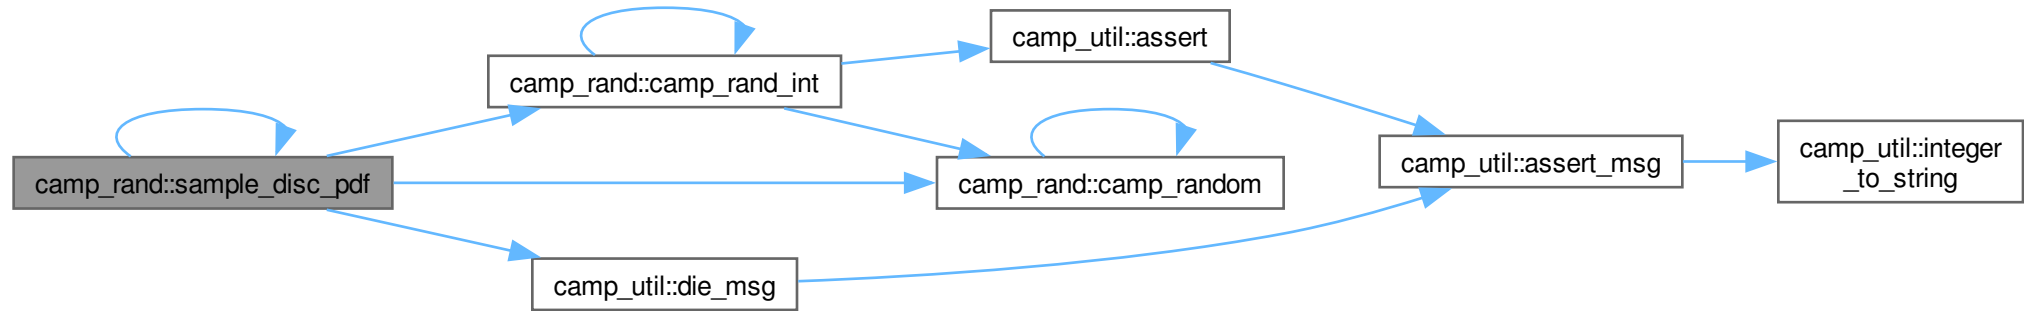 camp_rand::sample_disc_pdf
camp_rand::camp_rand_int
camp_util::die_msg
camp_util::assert
camp_rand::camp_random
camp_util::assert_msg
camp_util::integer
_to_string